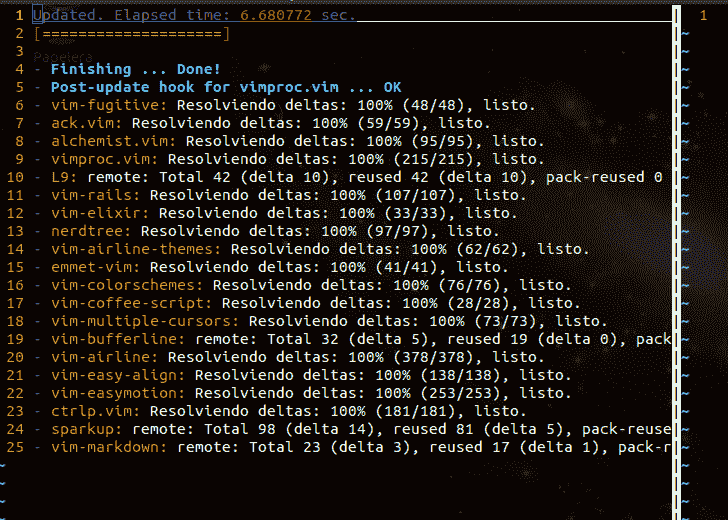 1 Updated. Elapsed time: 6.680772 sec. 1
2 [====================]
3
Papelera
4 - Finishing ... Done!
5 - Post-update hook for vimproc.vim ... OK
6 - vim-fugitive: Resolviendo deltas: 100% (48/48), listo.
7 - ack.vim: Resolviendo deltas: 100% (59/59), listo.
8 - alchemist.vim: Resolviendo deltas: 100% (95/95), listo.
9 - vimproc.vim: Resolviendo deltas: 100% (215/215), listo.
10 - L9: remote: Total 42 (delta 10), reused 42 (delta 10), pack-reused 0
11 - vim-rails: Resolviendo deltas: 100% (107/107), listo.
12 - vim-elixir: Resolviendo deltas: 100% (33/33), listo.
13 - nerdtree: Resolviendo deltas: 100% (97/97), listo.
14 - vim-airline-themes: Resolviendo deltas: 100% (62/62), listo.
15 - emmet-vim: Resolviendo deltas: 100% (41/41), listo.
16 - vim-colorschemes: Resolviendo deltas: 100% (76/76), listo.
17 - vim-coffee-script: Resolviendo deltas: 100% (28/28), listo.
18 - vim-multiple-cursors: Resolviendo deltas: 100% (73/73), listo.
19 - vim-bufferline: remote: Total 32 (delta 5), reused 19 (delta 0), pack
20 - vim-airline: Resolviendo deltas: 100% (378/378), listo.
21 - vim-easy-align: Resolviendo deltas: 100% (138/138), listo.
22 - vim-easymotion: Resolviendo deltas: 100% (253/253), listo.
23 - ctrlp.vim: Resolviendo deltas: 100% (181/181), listo.
24 - sparkup: remote: Total 98 (delta 14), reused 81 (delta 5), pack-reuse
25 - vim-markdown: remote: Total 23 (delta 3), reused 17 (delta 1), pack-r